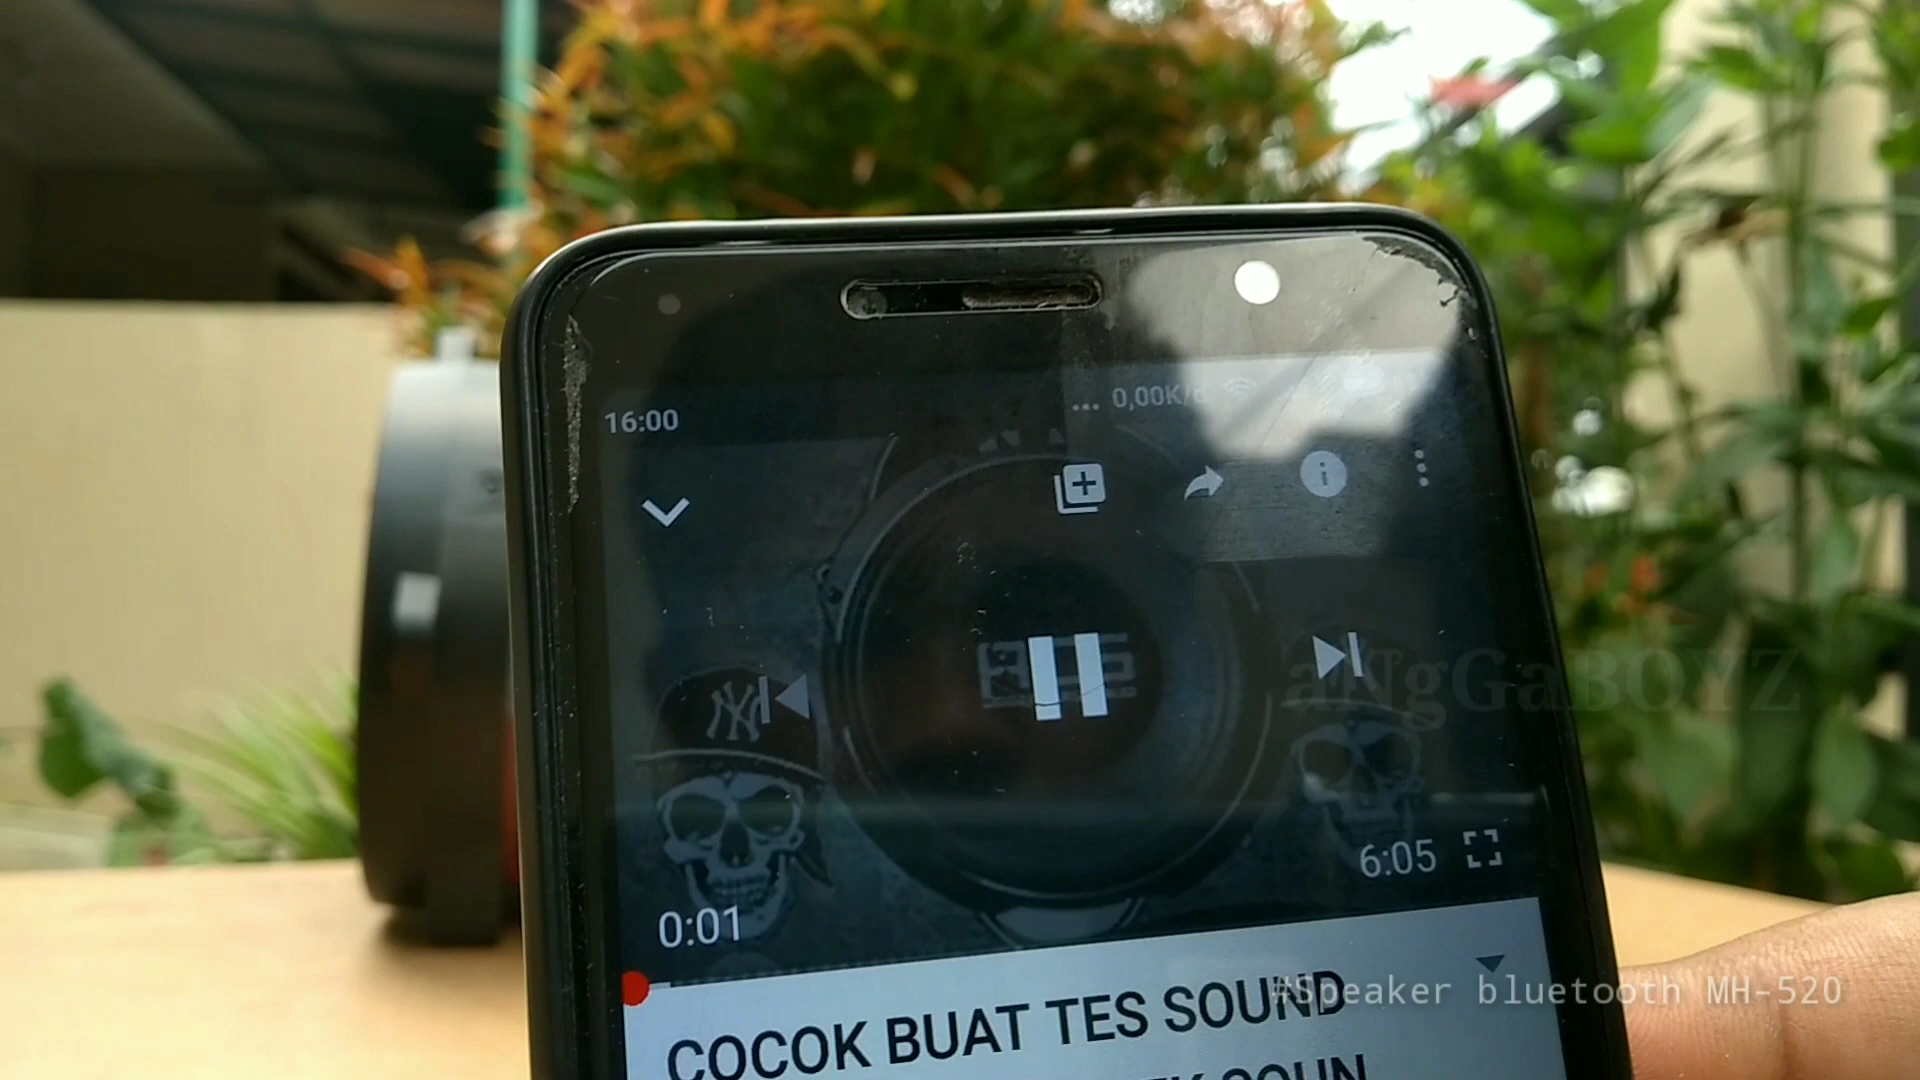 16:00
... 0,00K/d
NY
aNgGaBOYZ
0:01
6:05
COCOK BUAT TES SOUND
#Speaker bluetooth MH-520